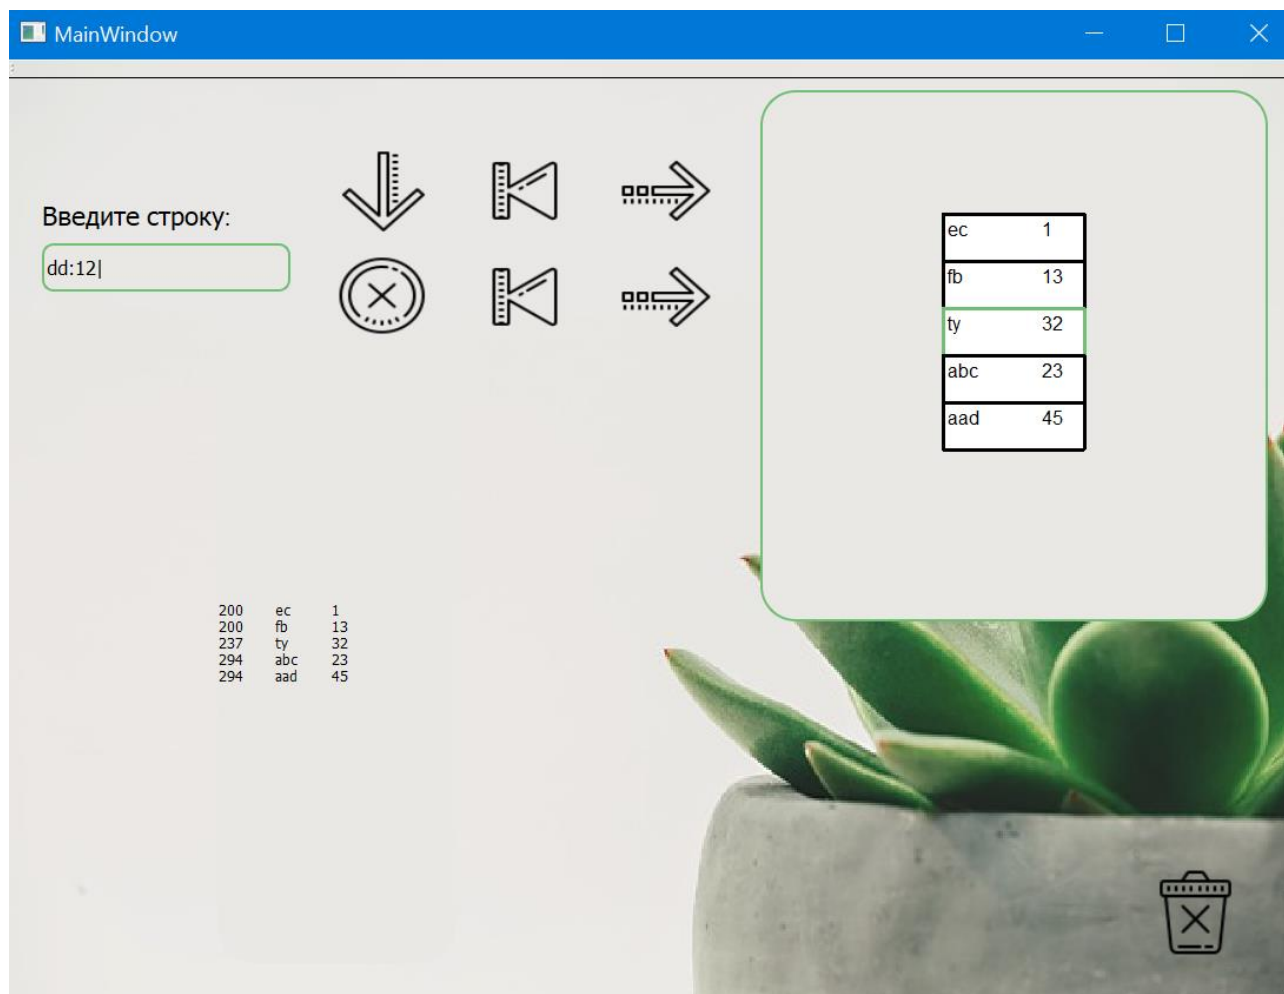 MainWindow
Введите строку:
dd:12
ec 1
fb 13
ty 32
abc 23
aad 45
200 ec 1
200 fb 13
237 ty 32
294 abc 23
294 aad 45